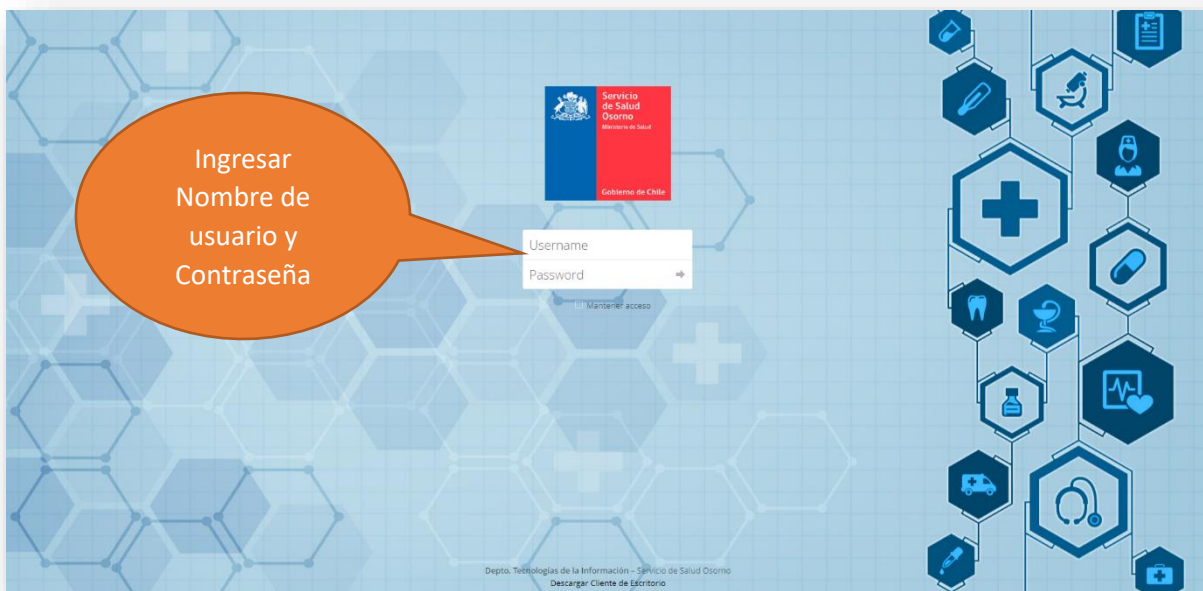 Servicio
de Salud
Osorno
Ministerio de Salud
Gobierno de Chile
Ingresar
Nombre de
usuario y
Contraseña
Username
Password
Mantener acceso
Depto. Tecnologías de la Información - Servicio de Salud Osorno
Descargar Cliente de Escritorio